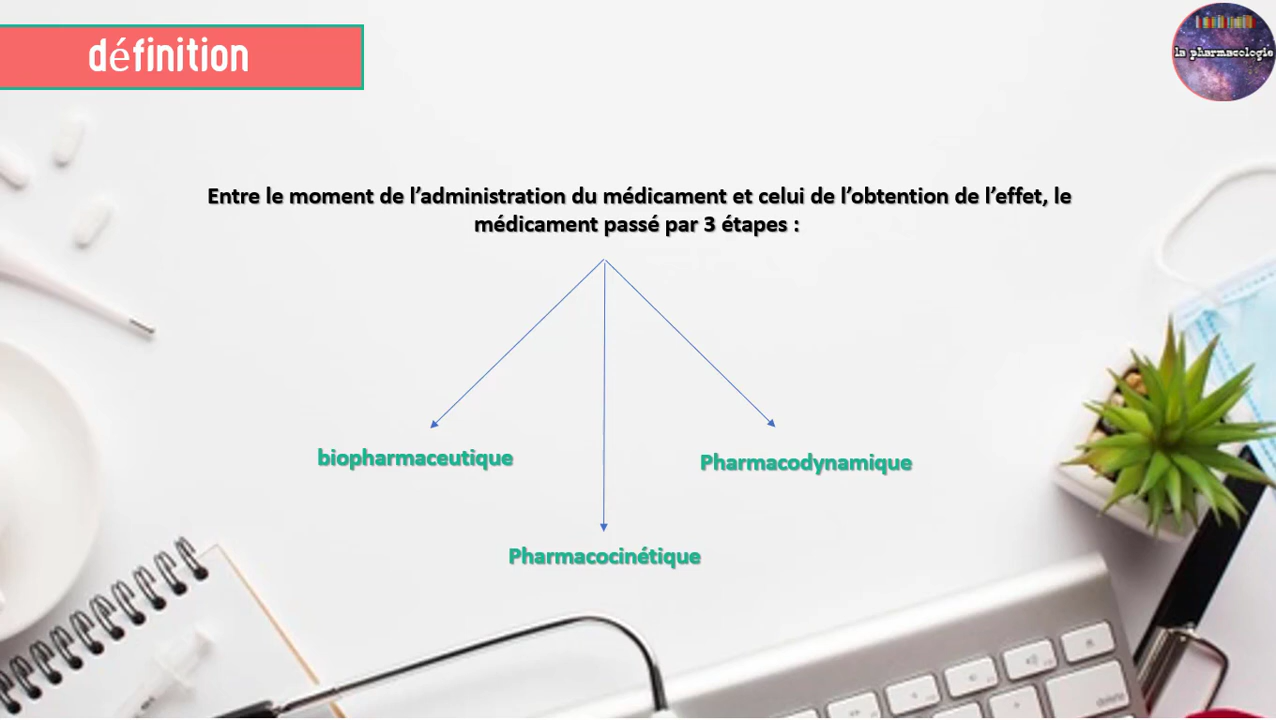 définition
la pharmacologie
Entre le moment de l’administration du médicament et celui de l’obtention de l’effet, le
médicament passé par 3 étapes :
biopharmaceutique
Pharmacodynamique
Pharmacocinétique
delete